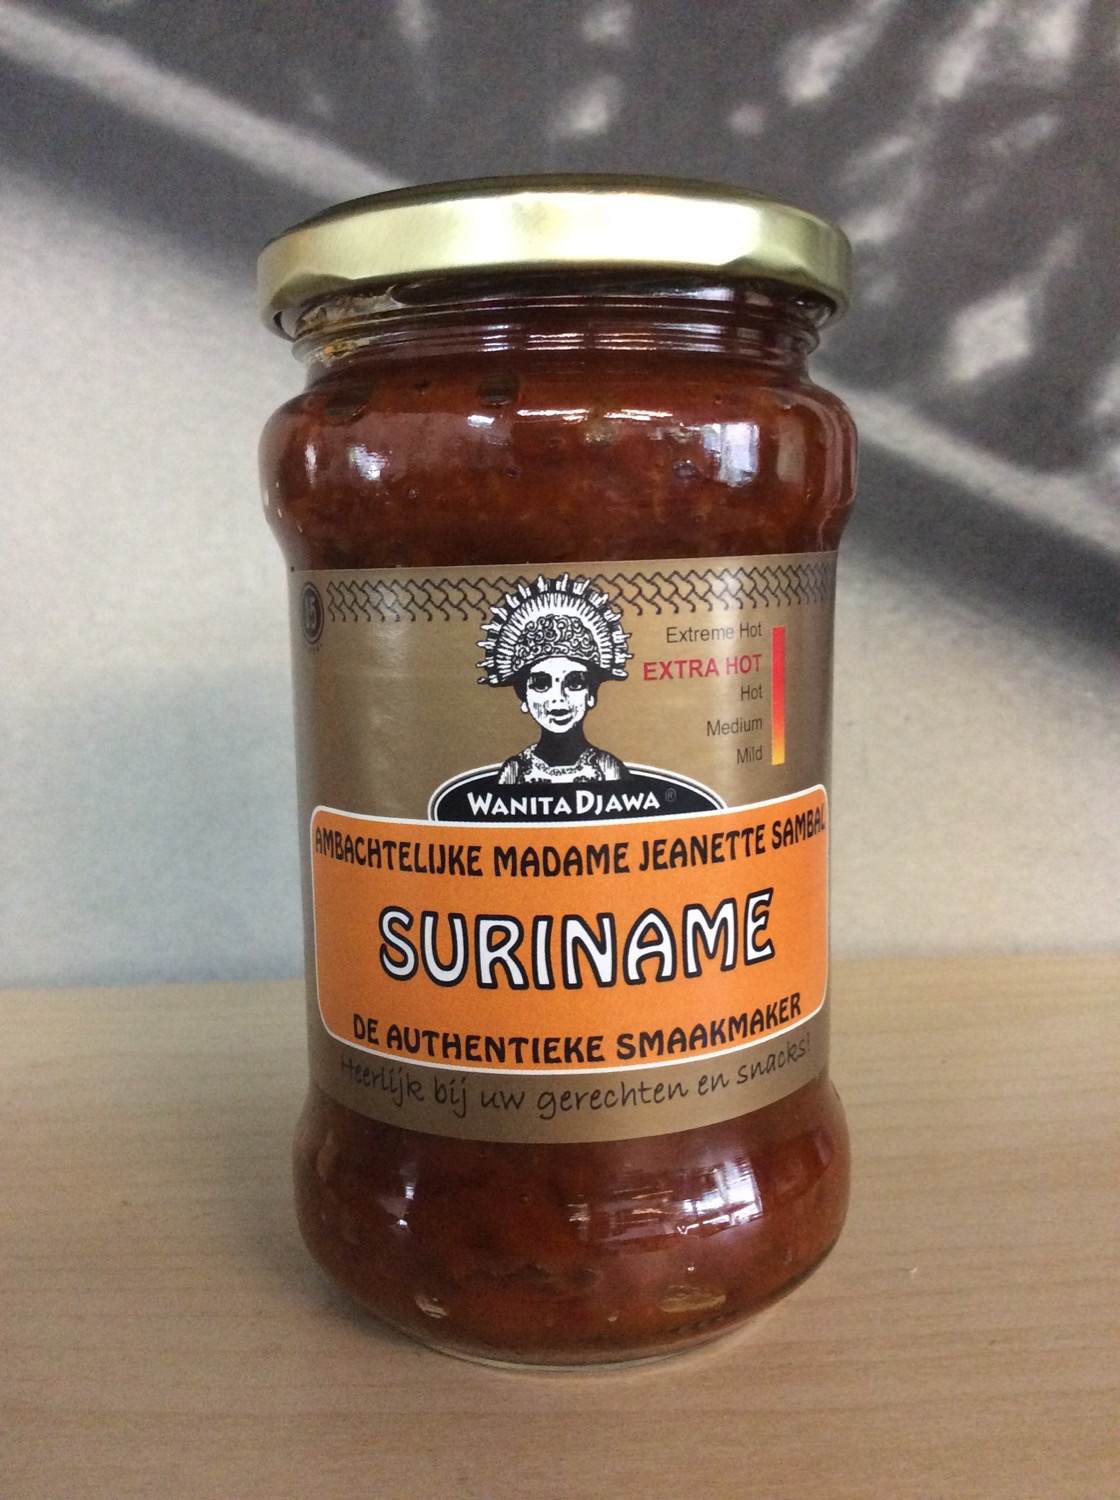 15
Extreme Hot
EXTRA HOT
Hot
Medium
Mild
WANITA DJAWA ®
AMBACHTELIJKE MADAME JEANETTE SAMBAL
SURINAME
DE AUTHENTIEKE SMAAKMAKER
Heerlijk bij uw gerechten en snacks!